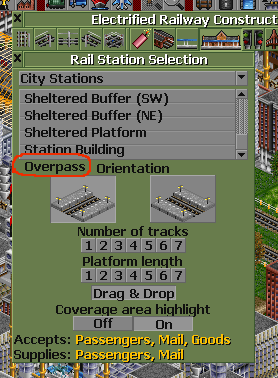 Electrified Railway Construct
Rail Station Selection
City Stations
Sheltered Buffer (SW)
Sheltered Buffer (NE)
Sheltered Platform
Station Building
Overpass Orientation
Number of tracks
1 2 3 4 5 6 7
Platform length
1 2 3 4 5 6 7
Drag & Drop
Coverage area highlight
Off On
Accepts: Passengers, Mail, Goods
Supplies: Passengers, Mail